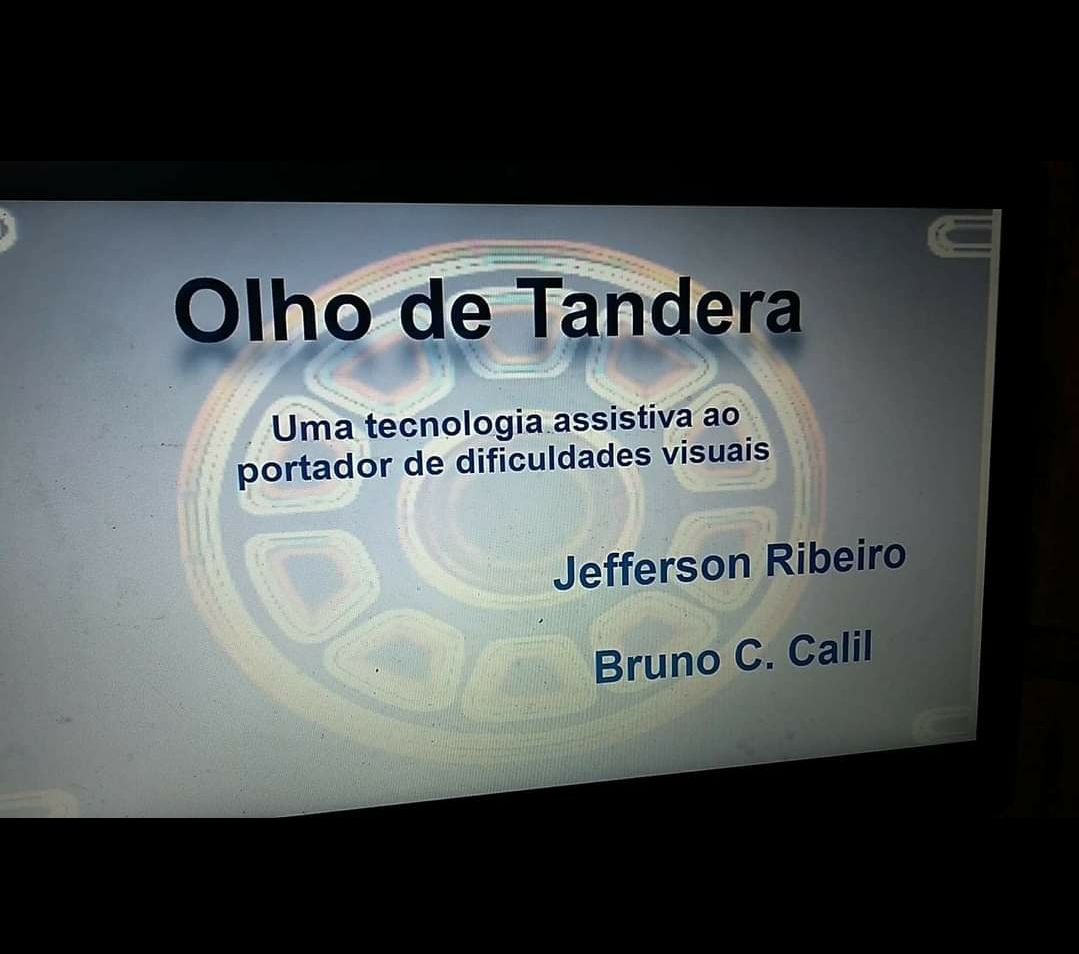 Olho de Tandera
Uma tecnologia assistiva ao
portador de dificuldades visuais
Jefferson Ribeiro
Bruno C. Calil